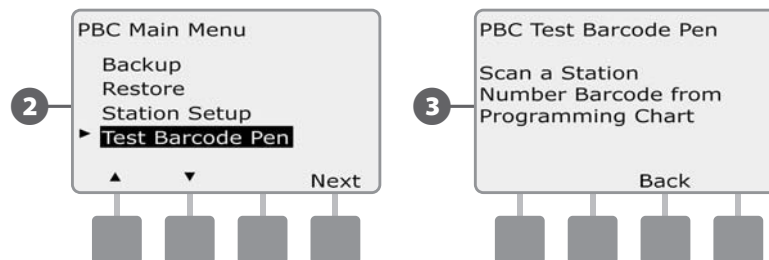 PBC Main Menu
Backup
Restore
Station Setup
► Test Barcode Pen
▲ ▼ Next
2
PBC Test Barcode Pen
Scan a Station
Number Barcode from
Programming Chart
Back
3